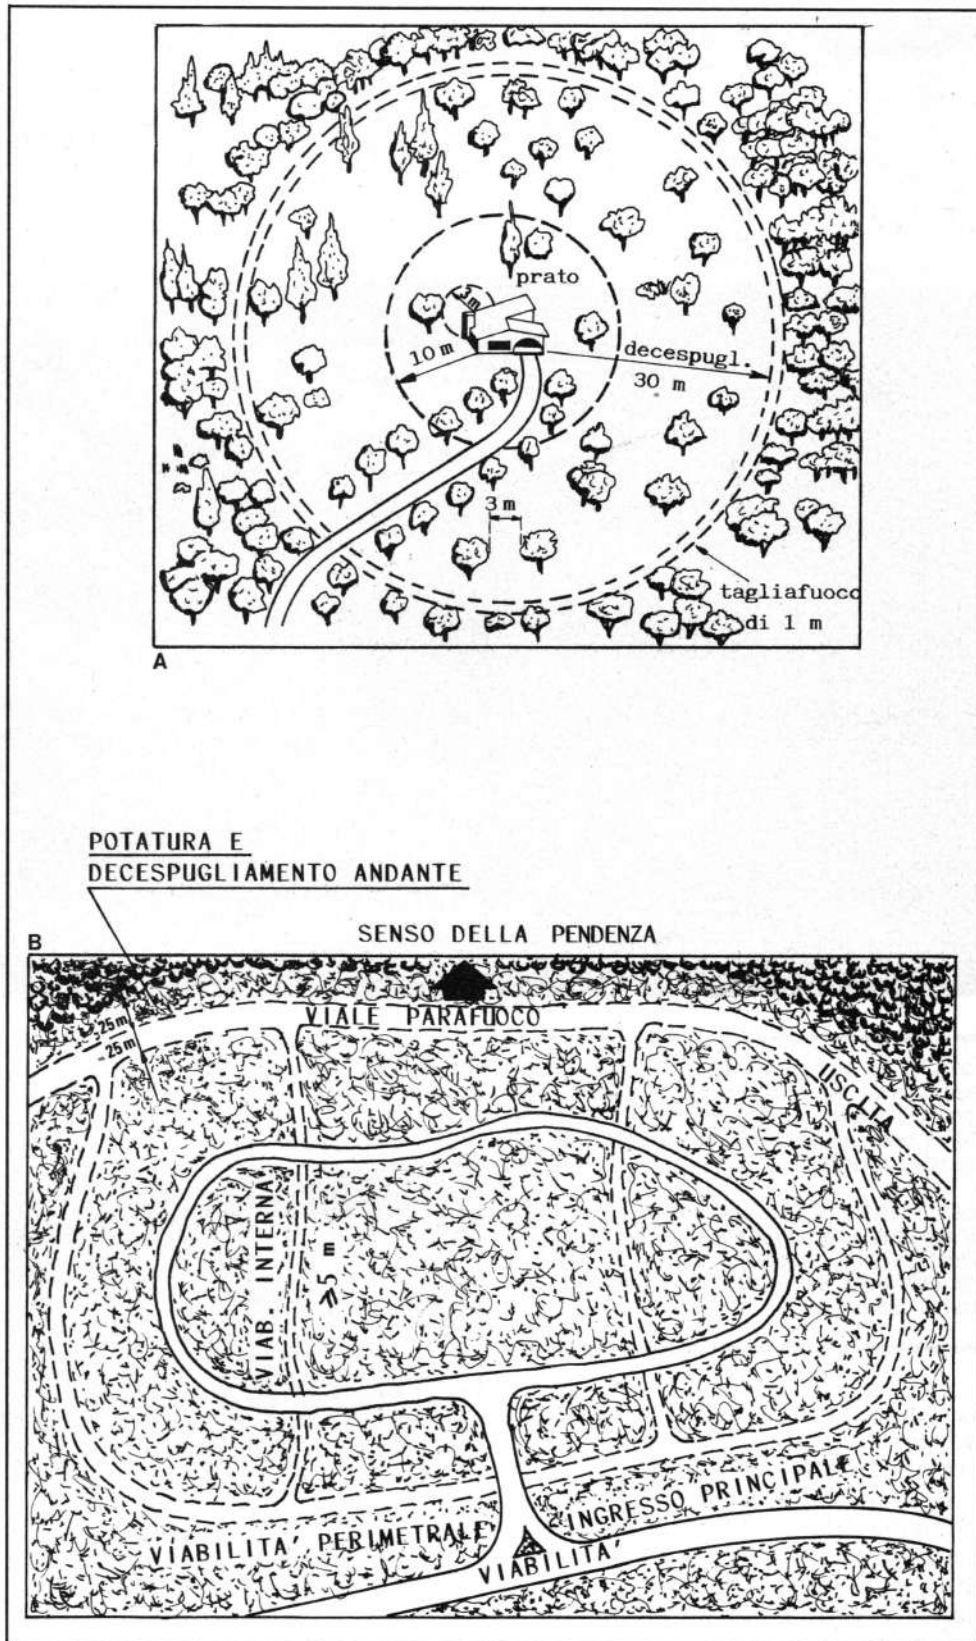 3m
prato
10 m
decespugl.
30 m
3 m
tagliafuoco
di 1 m
A
POTATURA E
DECESPUGLIAMENTO ANDANTE
B
SENSO DELLA PENDENZA
25m
25m
VIALE PARAFUOCO
USCITA
VIAB. INTERNA
⩾5 m
INGRESSO PRINCIPALE
VIABILITA' PERIMETRALE
VIABILITA'